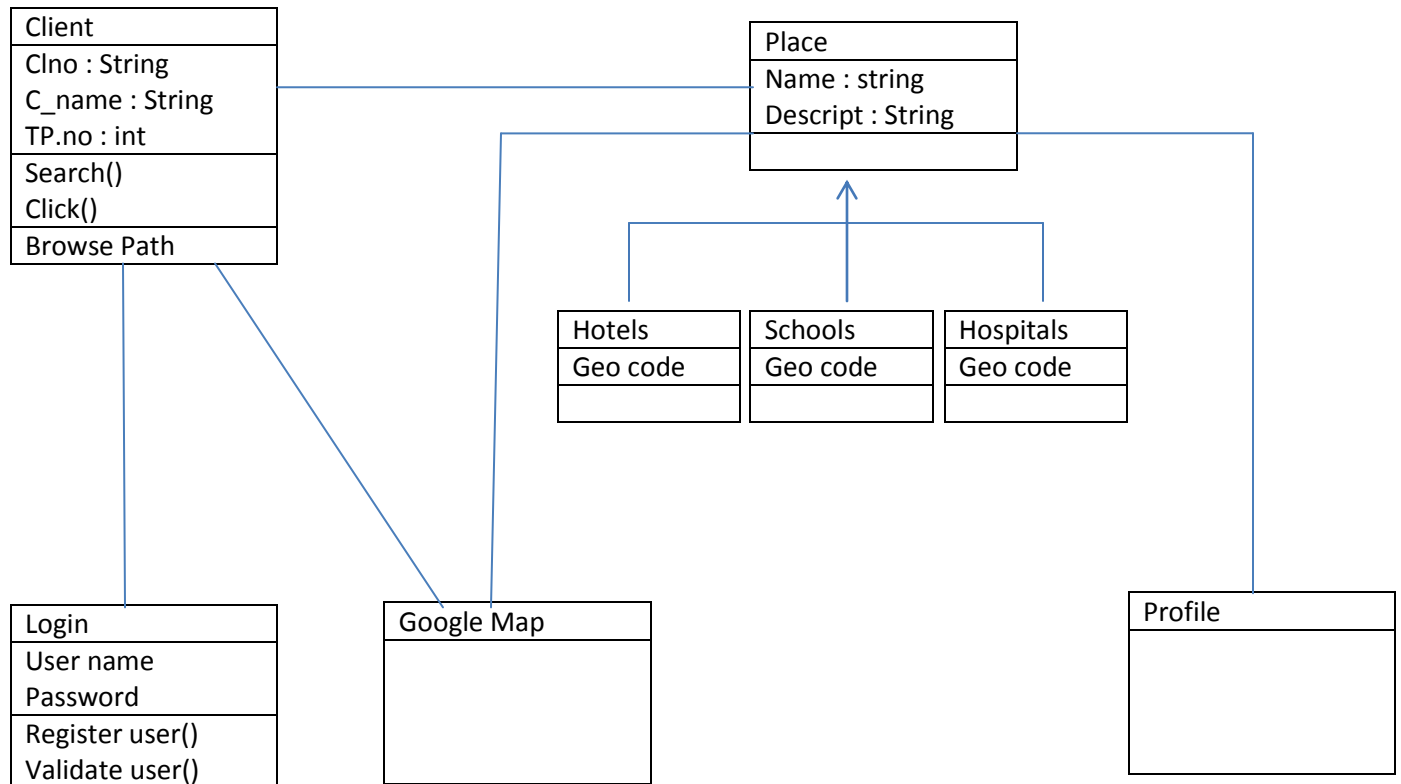 Client
Clno : String
C_name : String
TP.no : int
Search()
Click()
Browse Path
Place
Name : string
Descript : String
Hotels
Geo code
Schools
Geo code
Hospitals
Geo code
Login
User name
Password
Register user()
Validate user()
Google Map
Profile